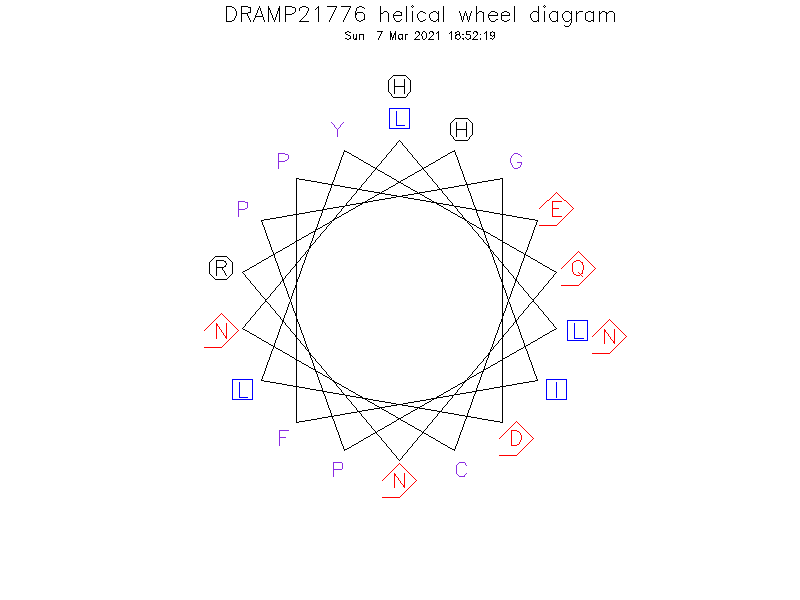 DRAMP21776 helical wheel diagram
Sun 7 Mar 2021 18:52:19
H
L
Y H
P G
P E
R Q
N L N
L I
F D
P C
N